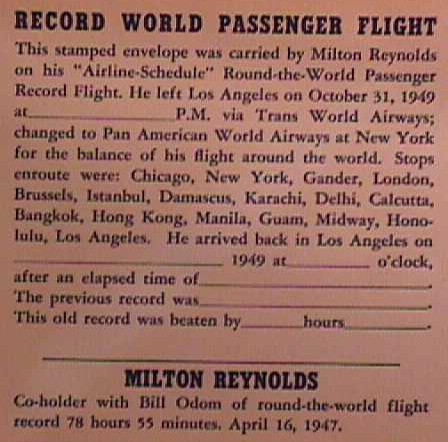 RECORD WORLD PASSENGER FLIGHT
This stamped envelope was carried by Milton Reynolds
on his "Airline-Schedule" Round-the-World Passenger
Record Flight. He left Los Angeles on October 31, 1949
at____________________P.M. via Trans World Airways;
changed to Pan American World Airways at New York
for the balance of his flight around the world. Stops
enroute were: Chicago, New York, Gander, London,
Brussels, Istanbul, Damascus, Karachi, Delhi, Calcutta,
Bangkok, Hong Kong, Manila, Guam, Midway, Hono-
lulu, Los Angeles. He arrived back in Los Angeles on
____________________ 1949 at__________ o'clock,
after an elapsed time of____________________.
The previous record was____________________.
This old record was beaten by_______hours__________.
MILTON REYNOLDS
Co-holder with Bill Odom of round-the-world flight
record 78 hours 55 minutes. April 16, 1947.